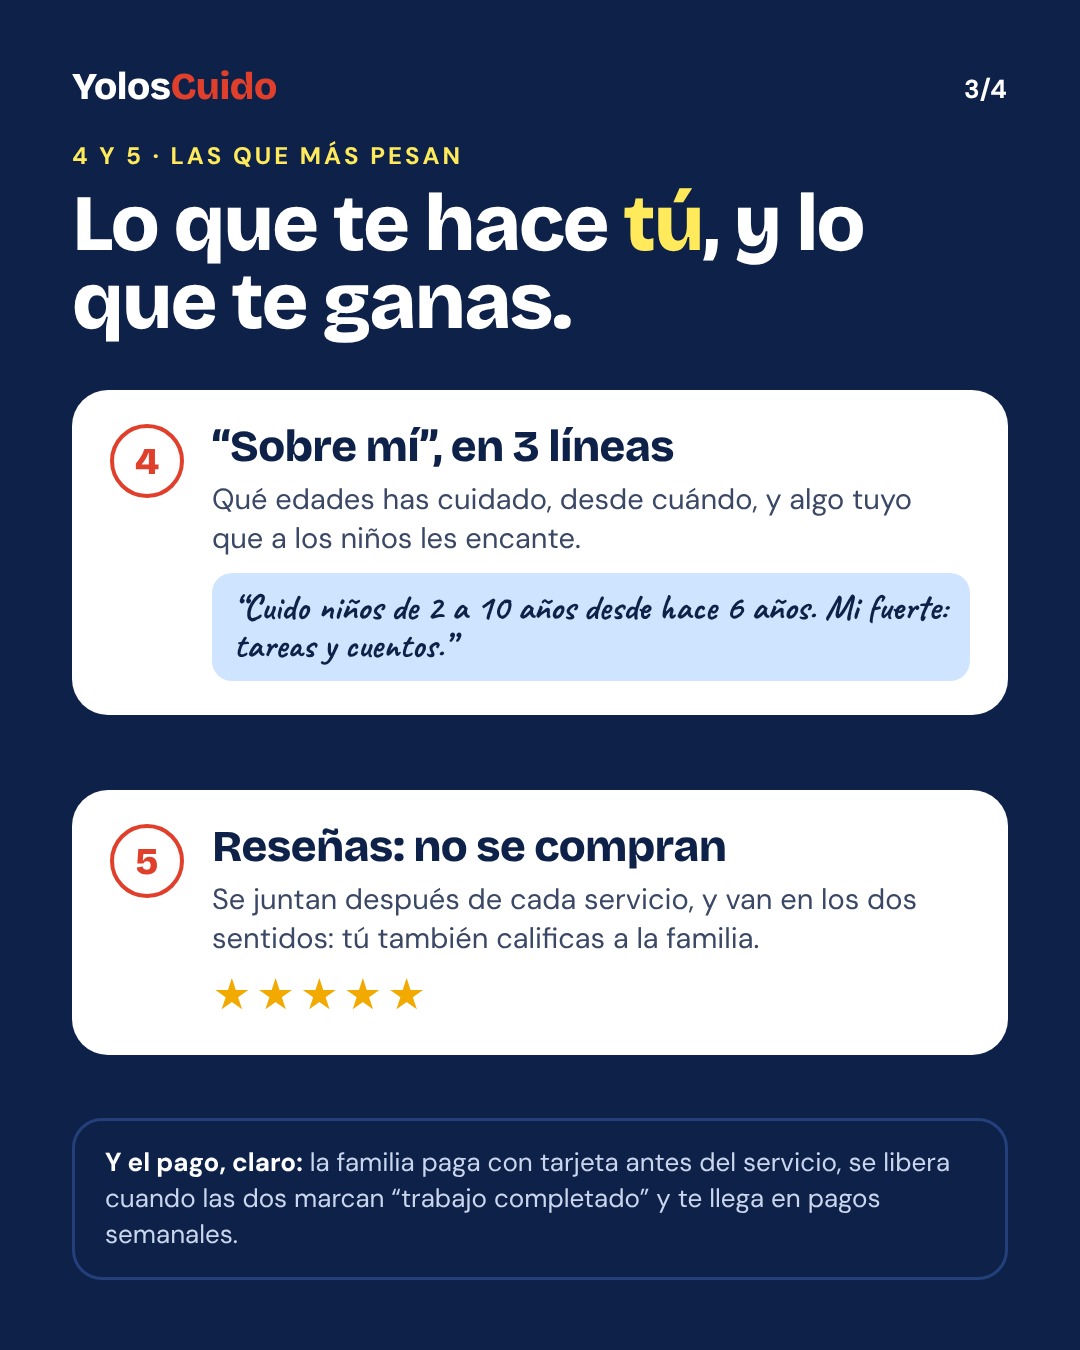 YolosCuido
3/4
4 Y 5 · LAS QUE MÁS PESAN
Lo que te hace tú, y lo
que te ganas.
4
“Sobre mí”, en 3 líneas
Qué edades has cuidado, desde cuándo, y algo tuyo
que a los niños les encante.
“Cuido niños de 2 a 10 años desde hace 6 años. Mi fuerte:
tareas y cuentos.”
5
Reseñas: no se compran
Se juntan después de cada servicio, y van en los dos
sentidos: tú también calificas a la familia.
★★★★★
Y el pago, claro: la familia paga con tarjeta antes del servicio, se libera
cuando las dos marcan “trabajo completado” y te llega en pagos
semanales.